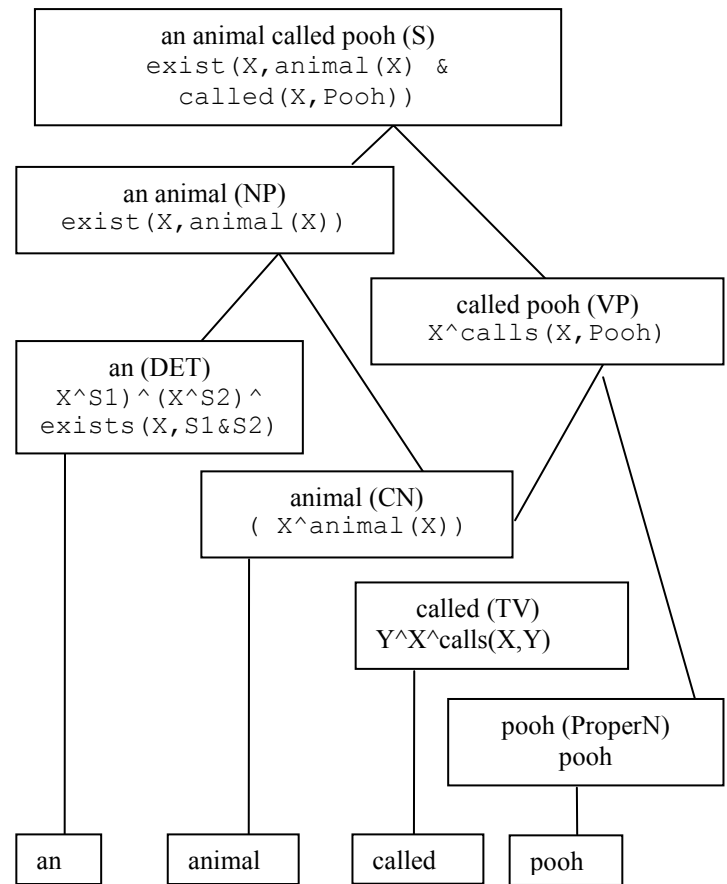 an animal called pooh (S)
exist(X,animal(X) &
called(X,Pooh))
an animal (NP)
exist(X,animal(X))
called pooh (VP)
X^calls(X,Pooh)
an (DET)
X^S1)^(X^S2)^
exists(X,S1&S2)
animal (CN)
( X^animal(X))
called (TV)
Y^X^calls(X,Y)
pooh (ProperN)
pooh
an
animal
called
pooh